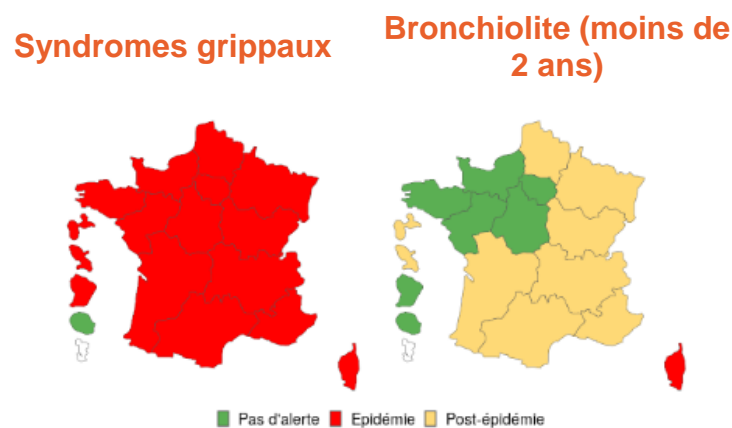 Syndromes grippaux
Bronchiolite (moins de
2 ans)
Pas d'alerte Epidémie Post-épidémie